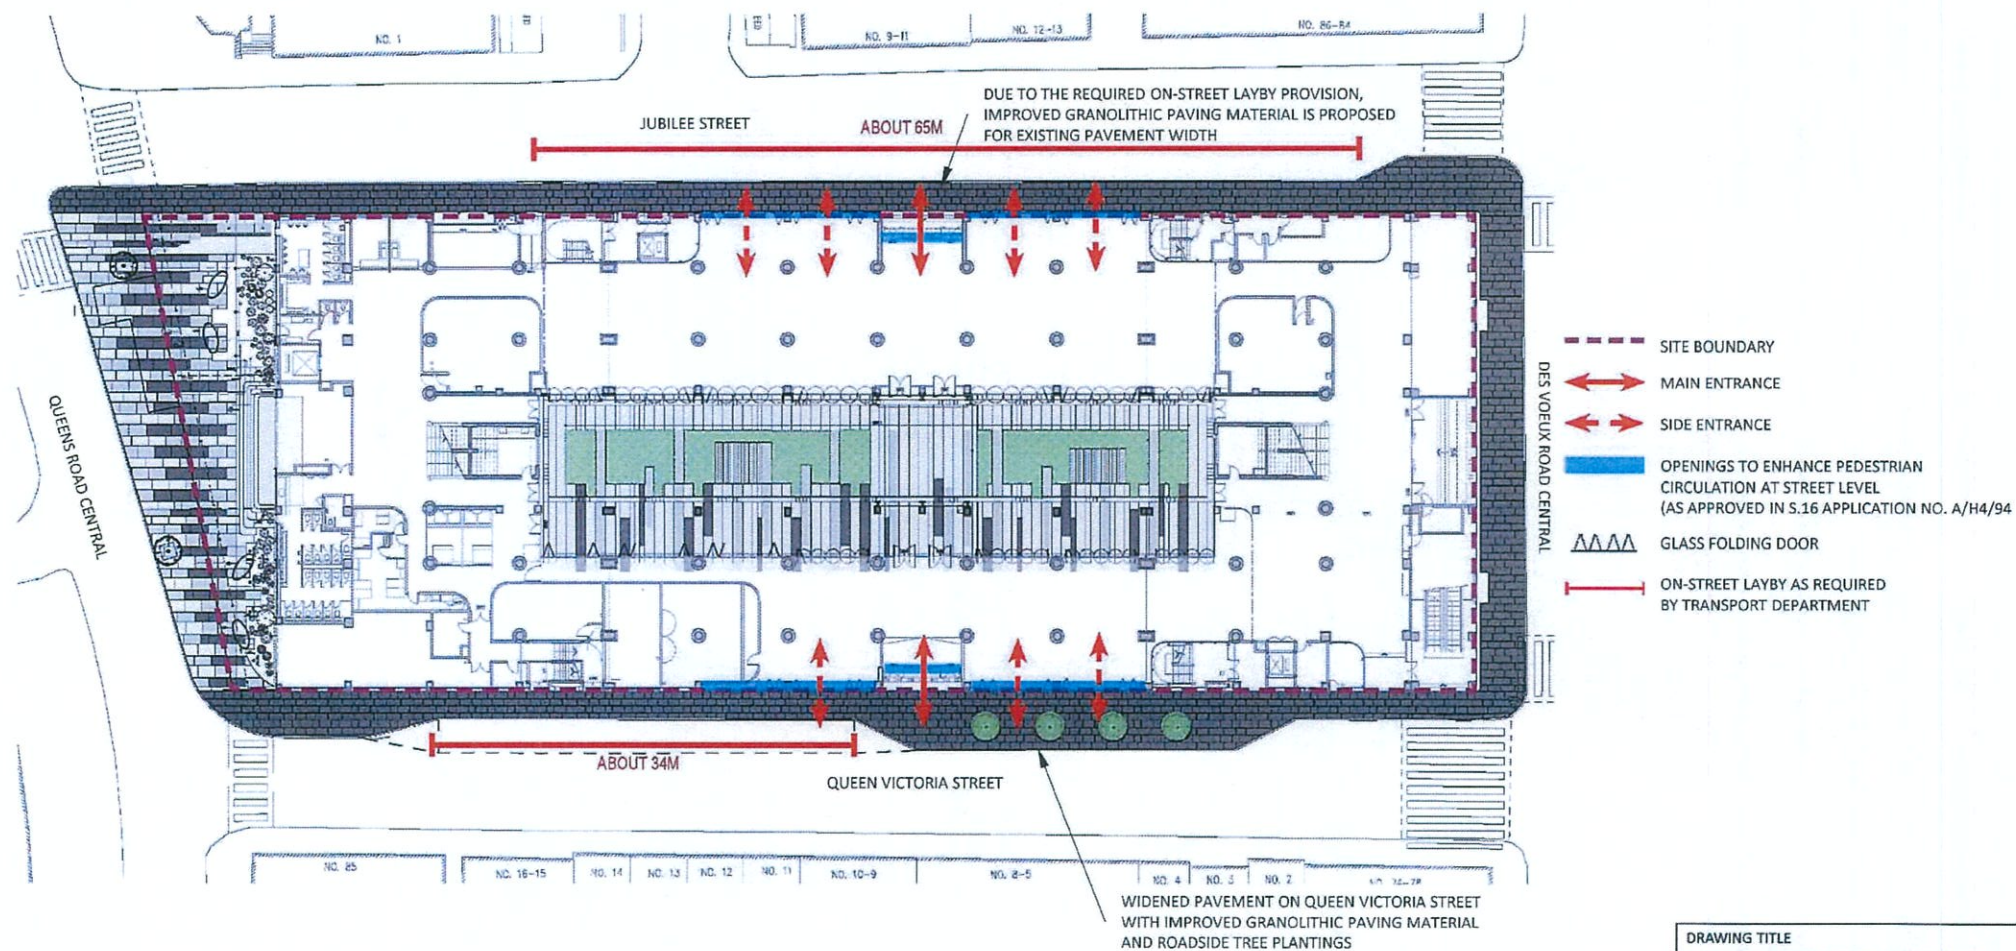 NO. 1
NO. 9-11
NO. 12-13
NO. 86-84
DUE TO THE REQUIRED ON-STREET LAYBY PROVISION,
IMPROVED GRANOLITHIC PAVING MATERIAL IS PROPOSED
FOR EXISTING PAVEMENT WIDTH
JUBILEE STREET
ABOUT 65M
QUEENS ROAD CENTRAL
DES VOEUX ROAD CENTRAL
SITE BOUNDARY
MAIN ENTRANCE
SIDE ENTRANCE
OPENINGS TO ENHANCE PEDESTRIAN
CIRCULATION AT STREET LEVEL
(AS APPROVED IN S.16 APPLICATION NO. A/H4/94
GLASS FOLDING DOOR
ON-STREET LAYBY AS REQUIRED
BY TRANSPORT DEPARTMENT
ABOUT 34M
QUEEN VICTORIA STREET
NO. 85
NO. 16-15
NO. 14
NO. 13
NO. 12
NO. 11
NO. 10-9
NO. 8-5
NO. 4
NO. 3
NO. 2
WIDENED PAVEMENT ON QUEEN VICTORIA STREET
WITH IMPROVED GRANOLITHIC PAVING MATERIAL
AND ROADSIDE TREE PLANTINGS
DRAWING TITLE